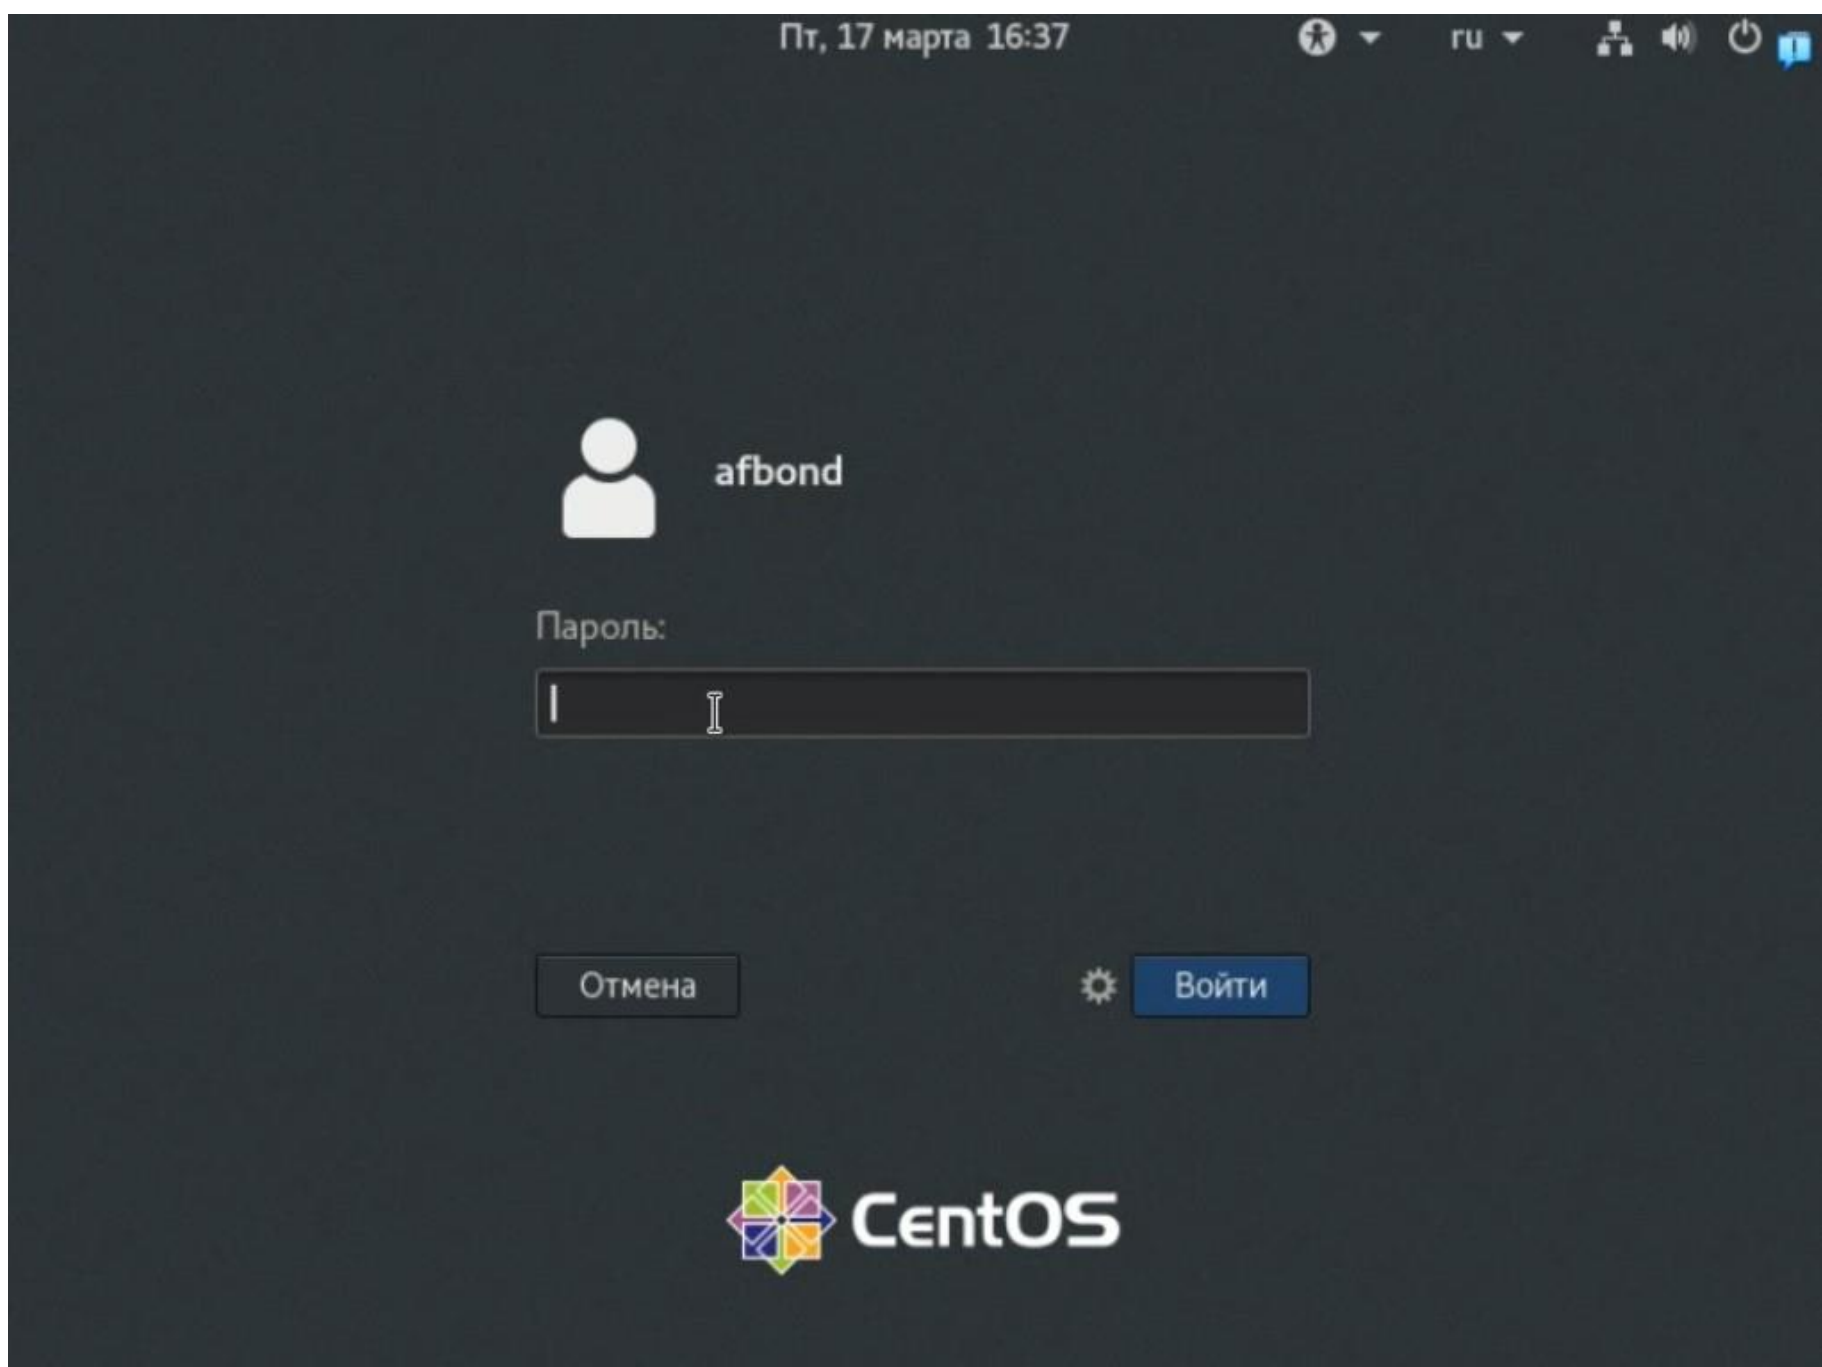 Пт, 17 марта 16:37
ru
afbond
Пароль:
Отмена
Войти
CentOS